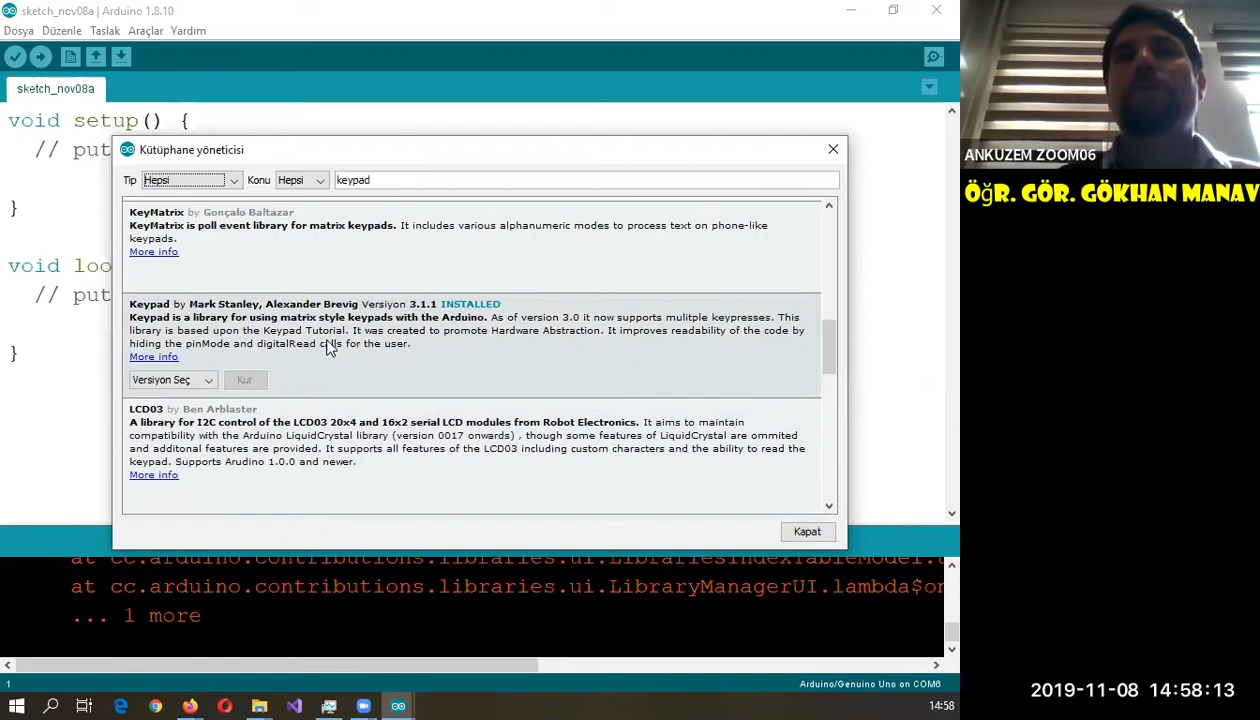 sketch_nov08a | Arduino 1.8.10
Dosya Düzenle Taslak Araçlar Yardım
sketch_nov08a
void setup() {
// put
}
void loo
// put
}
Kütüphane yöneticisi
Tip Hepsi Konu Hepsi keypad
KeyMatrix by Gonçalo Baltazar
KeyMatrix is poll event library for matrix keypads. It includes various alphanumeric modes to process text on phone-like
keypads.
More info
Keypad by Mark Stanley, Alexander Brevig Versiyon 3.1.1 INSTALLED
Keypad is a library for using matrix style keypads with the Arduino. As of version 3.0 it now supports mulitple keypresses. This
library is based upon the Keypad Tutorial. It was created to promote Hardware Abstraction. It improves readability of the code by
hiding the pinMode and digitalRead calls for the user.
More info
Versiyon Seç Kur
LCD03 by Ben Arblaster
A library for I2C control of the LCD03 20x4 and 16x2 serial LCD modules from Robot Electronics. It aims to maintain
compatibility with the Arduino LiquidCrystal library (version 0017 onwards) , though some features of LiquidCrystal are ommited
and additonal features are provided. It supports all features of the LCD03 including custom characters and the ability to read the
keypad. Supports Arudino 1.0.0 and newer.
More info
Kapat
at cc.arduino.contributions.libraries.ui.LibrariesIndexTableModel.
at cc.arduino.contributions.libraries.ui.LibraryManagerUI.lambda$on
... 1 more
1
Arduino/Genuino Uno on COM6
14:58
ANKUZEM ZOOM06
ÖĞR. GÖR. GÖKHAN MANAV
2019-11-08 14:58:13